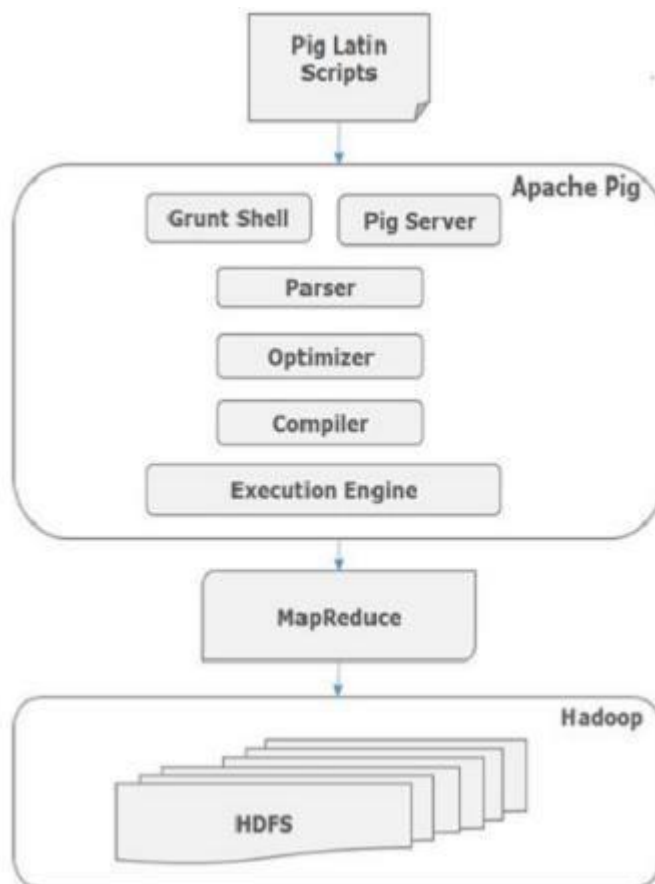 Pig Latin
Scripts
Apache Pig
Grunt Shell
Pig Server
Parser
Optimizer
Compiler
Execution Engine
MapReduce
Hadoop
HDFS